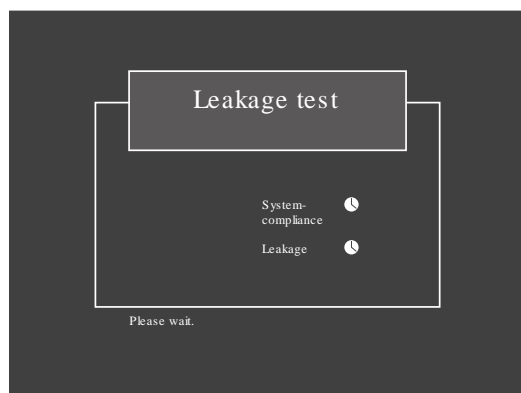 Leakage test
System-
compliance
Leakage
Please wait.